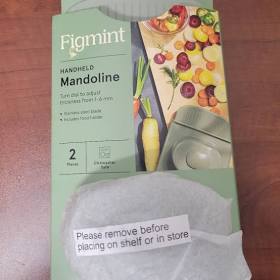 Figmint
HANDHELD
Mandoline
Turn dial to adjust
thickness from 1-6 mm
• Stainless steel blade
• Includes food holder
2
Pieces
Dishwasher
Safe
Please remove before
placing on shelf or in store